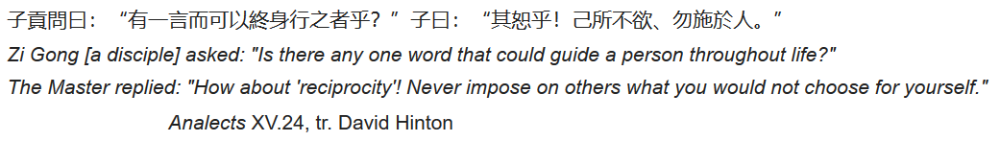 子貢問曰：“有一言而可以終身行之者乎？”子曰：“其恕乎！己所不欲、勿施於人。”
Zi Gong [a disciple] asked: "Is there any one word that could guide a person throughout life?"
The Master replied: "How about 'reciprocity'! Never impose on others what you would not choose for yourself."
Analects XV.24, tr. David Hinton